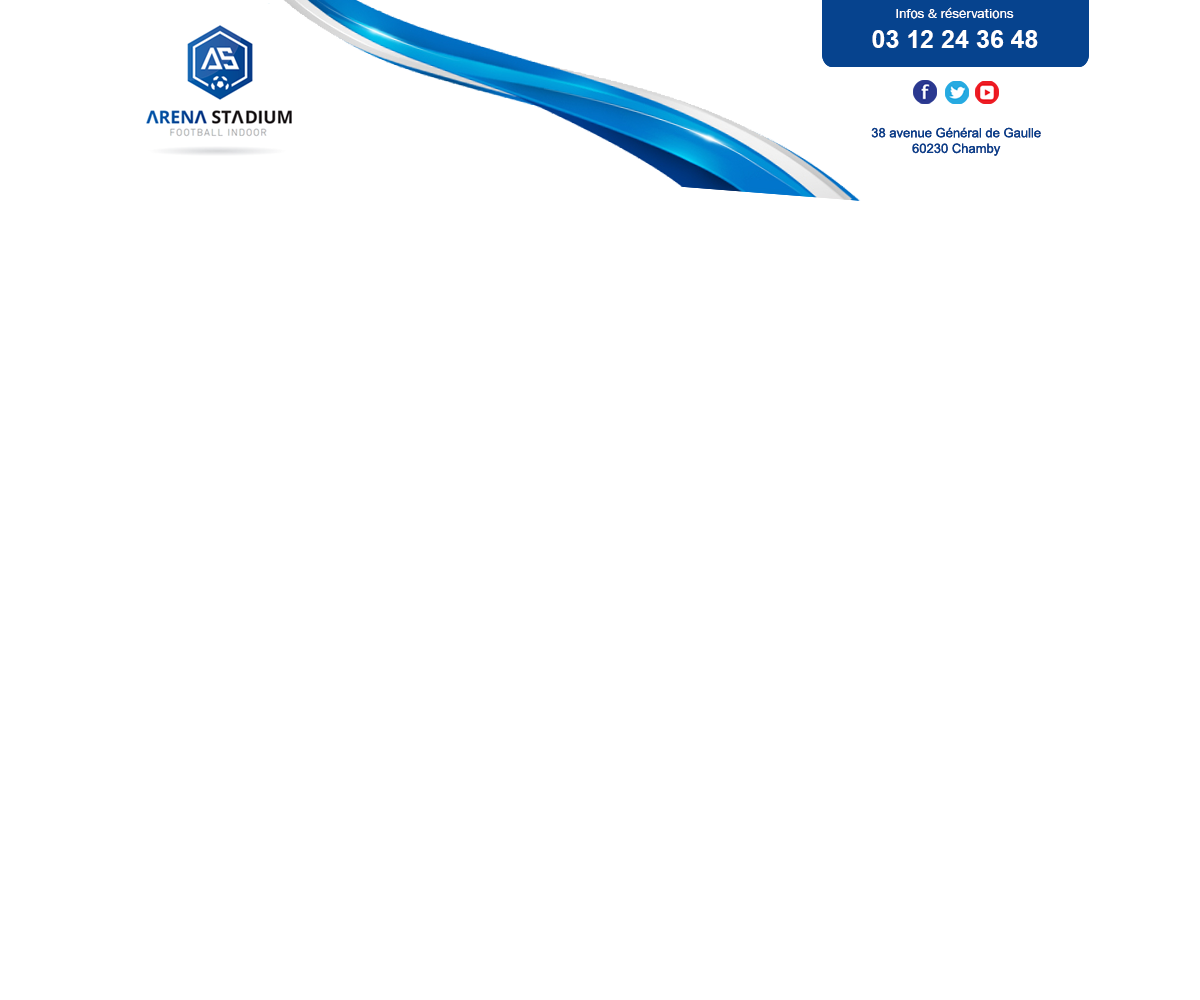 AS
ARENA STADIUM
FOOTBALL INDOOR
Infos & réservations
03 12 24 36 48
f
38 avenue Général de Gaulle
60230 Chamby